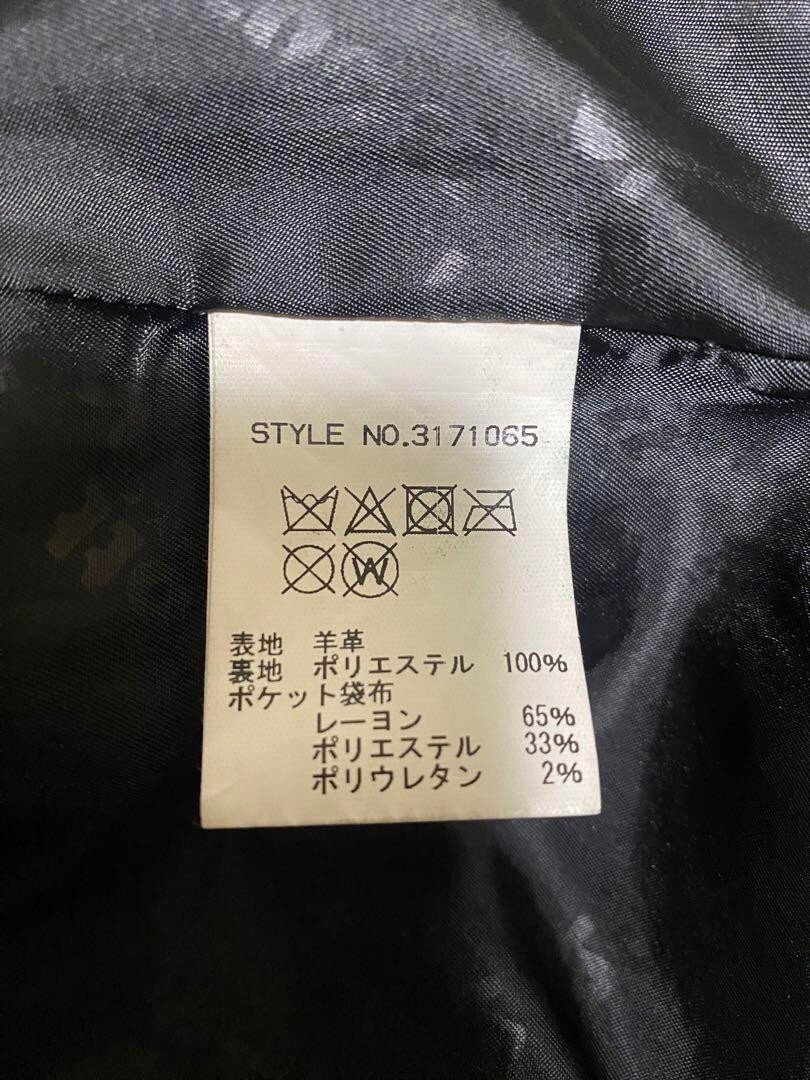 STYLE NO.3171065
W
表地 羊革
裏地 ポリエステル 100%
ポケット袋布
レーヨン 65%
ポリエステル 33%
ポリウレタン 2%